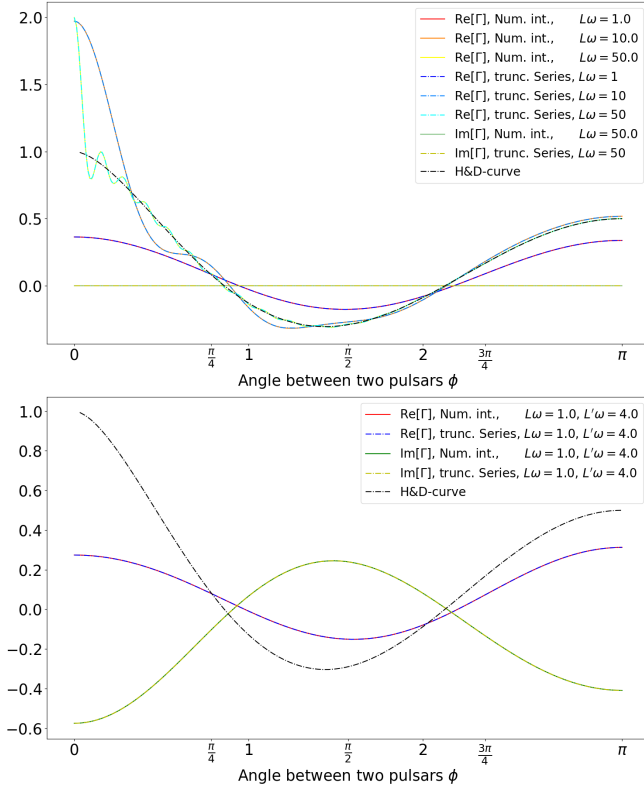 2.0
1.5
1.0
0.5
0.0
Re[Γ], Num. int., Lω = 1.0
Re[Γ], Num. int., Lω = 10.0
Re[Γ], Num. int., Lω = 50.0
Re[Γ], trunc. Series, Lω = 1
Re[Γ], trunc. Series, Lω = 10
Re[Γ], trunc. Series, Lω = 50
Im[Γ], Num. int., Lω = 50.0
Im[Γ], trunc. Series, Lω = 50
H&D-curve
0 π/4 1 π/2 2 3π/4 π
Angle between two pulsars ϕ
1.0
0.8
0.6
0.4
0.2
0.0
−0.2
−0.4
−0.6
Re[Γ], Num. int., Lω = 1.0, L′ω = 4.0
Re[Γ], trunc. Series, Lω = 1.0, L′ω = 4.0
Im[Γ], Num. int., Lω = 1.0, L′ω = 4.0
Im[Γ], trunc. Series, Lω = 1.0, L′ω = 4.0
H&D-curve
0 π/4 1 π/2 2 3π/4 π
Angle between two pulsars ϕ